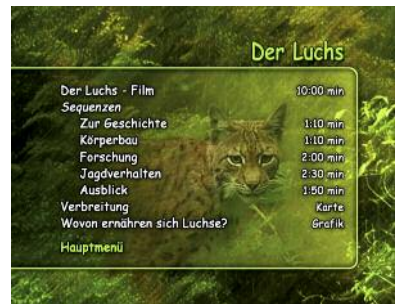 Der Luchs
Der Luchs - Film 10:00 min
Sequenzen
Zur Geschichte 1:10 min
Körperbau 1:10 min
Forschung 2:00 min
Jagdverhalten 2:30 min
Ausblick 1:50 min
Verbreitung Karte
Wovon ernähren sich Luchse? Grafik
Hauptmenü